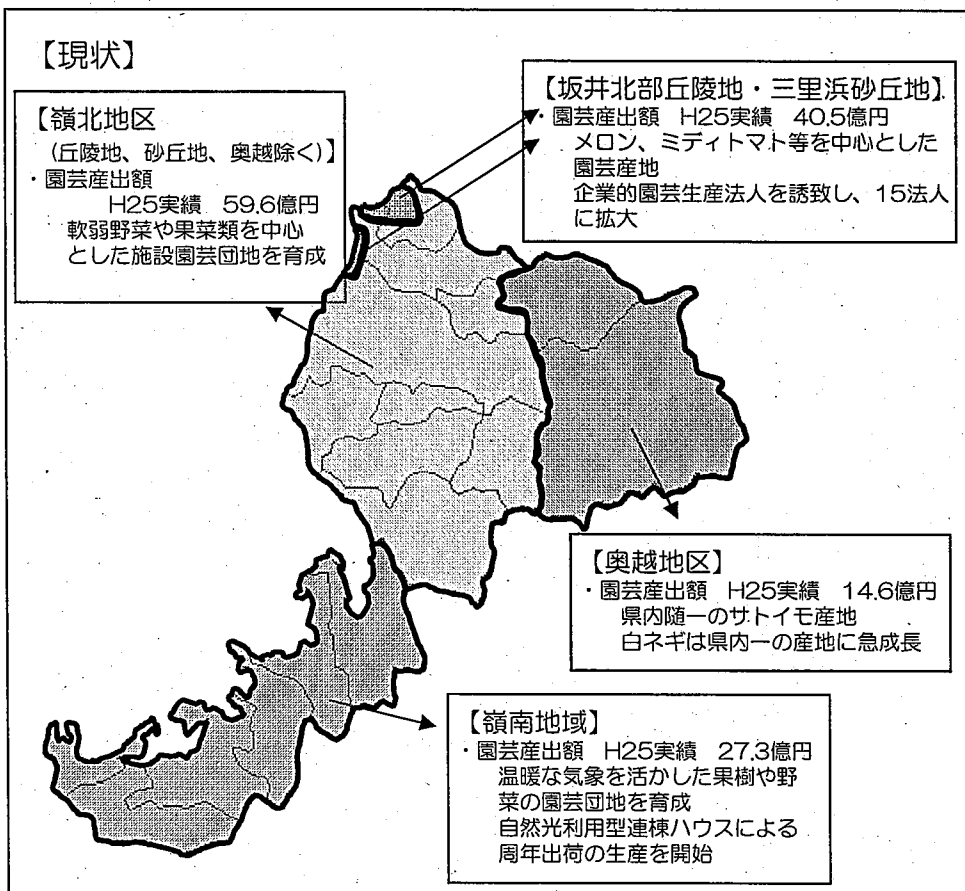 【現状】
【嶺北地区
(丘陵地、砂丘地、奥越除く)】
・園芸産出額
H25実績 59.6億円
軟弱野菜や果菜類を中心
とした施設園芸団地を育成
【坂井北部丘陵地・三里浜砂丘地】
・園芸産出額 H25実績 40.5億円
メロン、ミディトマト等を中心とした
園芸産地
企業的園芸生産法人を誘致し、15法人
に拡大
【奥越地区】
・園芸産出額 H25実績 14.6億円
県内随一のサトイモ産地
白ネギは県内一の産地に急成長
【嶺南地域】
・園芸産出額 H25実績 27.3億円
温暖な気象を活かした果樹や野
菜の園芸団地を育成
自然光利用型連棟ハウスによる
周年出荷の生産を開始